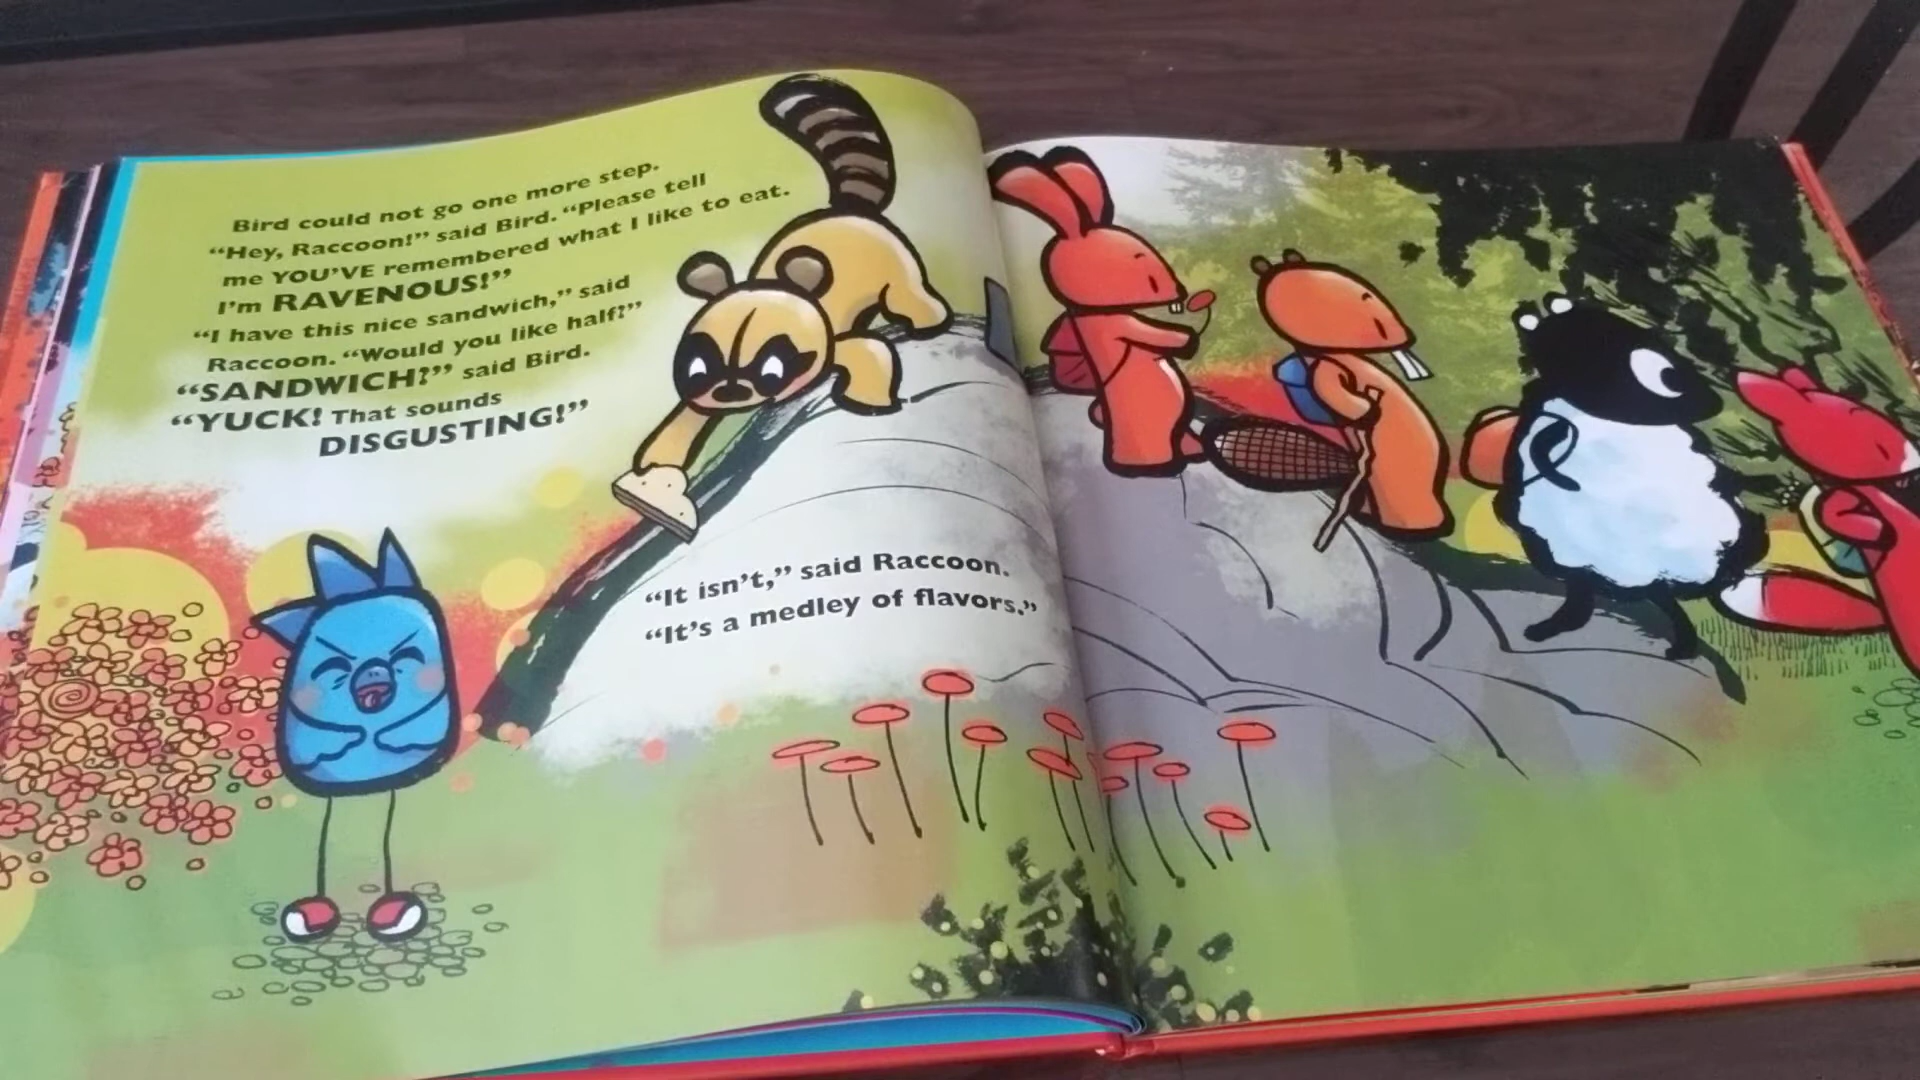 Bird could not go one more step.
“Hey, Raccoon!” said Bird. “Please tell
me YOU’VE remembered what I like to eat.
I’m RAVENOUS!”
“I have this nice sandwich,” said
Raccoon. “Would you like half?”
“SANDWICH?” said Bird.
“YUCK! That sounds
DISGUSTING!”
“It isn’t,” said Raccoon.
“It’s a medley of flavors.”